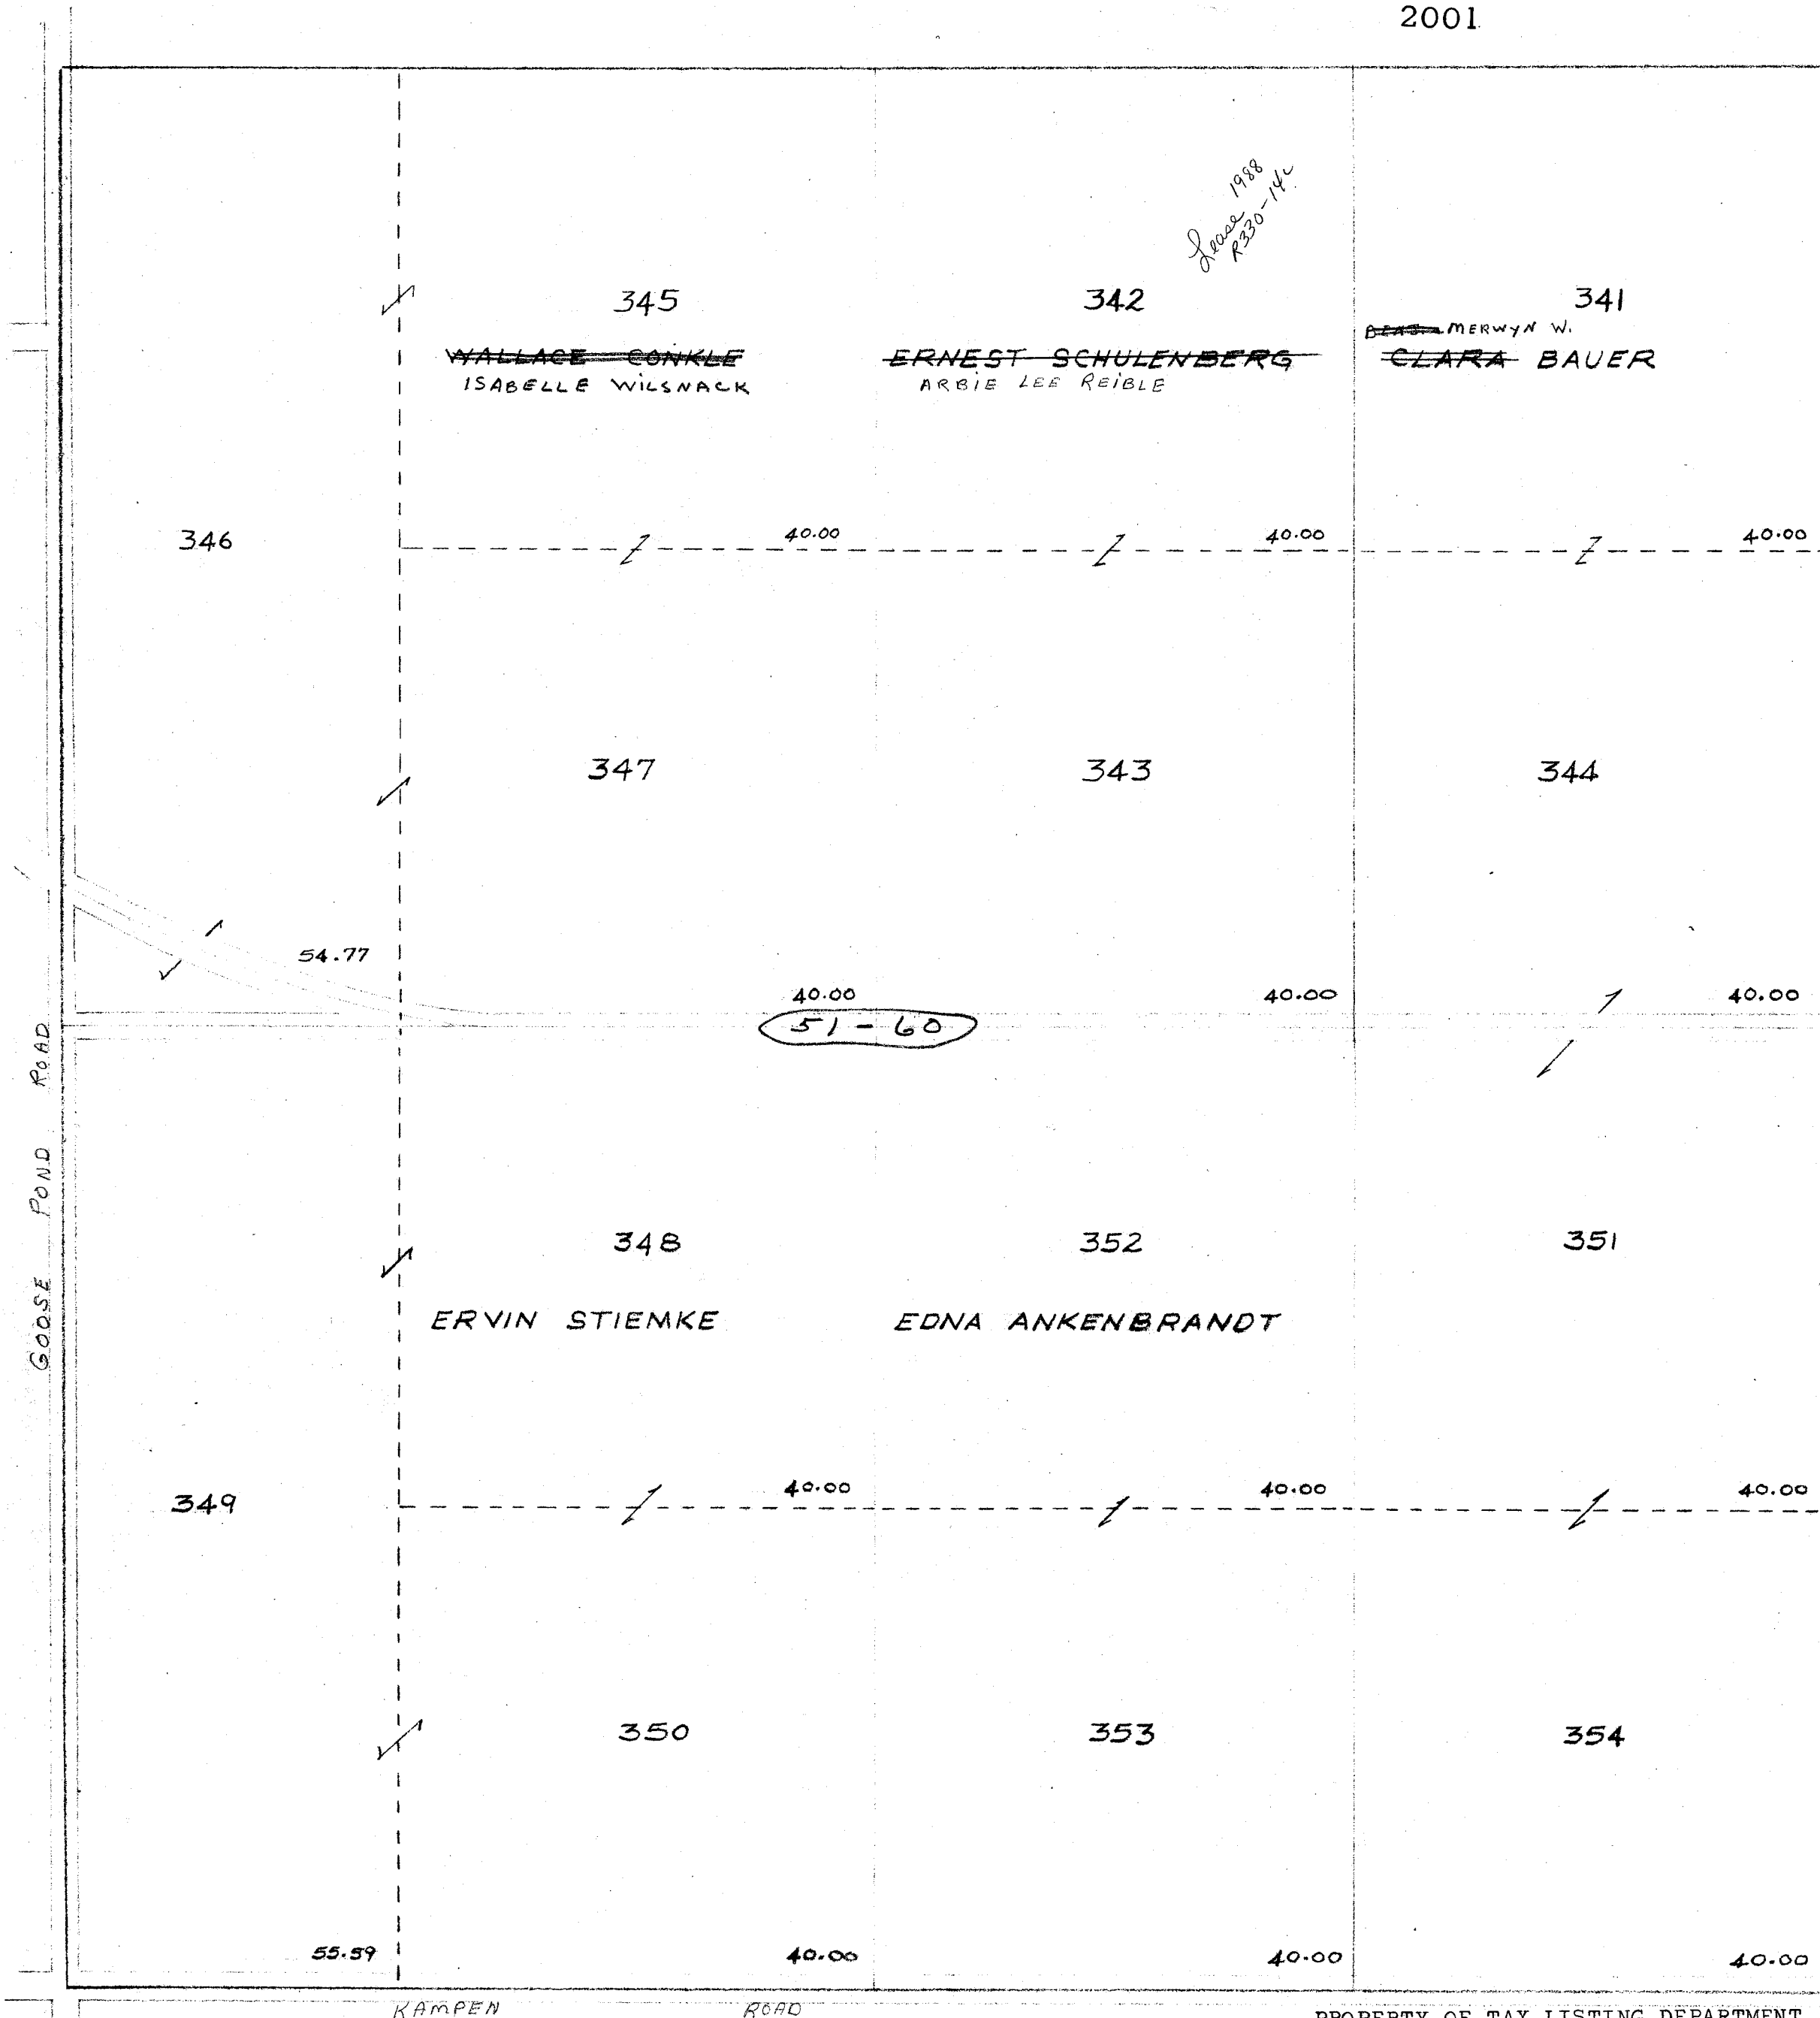 2001
Lease 1988
345
342
341
MERWYN W.
WALLACE CONKLE
ERNEST SCHULENBERG
CLARA BAUER
ISABELLE WILSNACK
ARBIE LEE REIBLE
346
40.00
40.00
40.00
347
343
344
54.77
40.00
40.00
40.00
51-60
GOOSE POND ROAD
348
352
351
ERVIN STIEMKE
EDNA ANKENBRANDT
349
40.00
40.00
40.00
350
353
354
55.59
40.00
40.00
40.00
KAMPEN ROAD
PROPERTY OF TAX LISTING DEPARTMENT